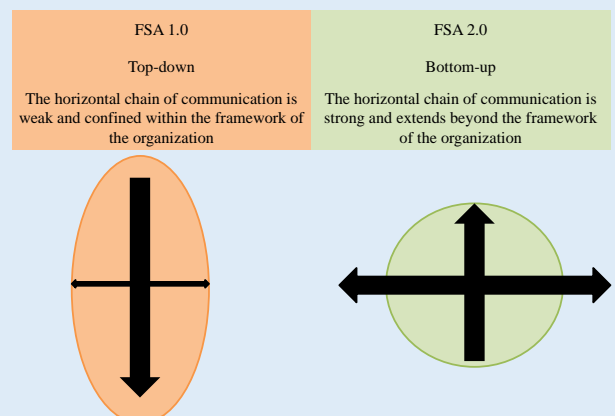 FSA 1.0
Top-down
The horizontal chain of communication is
weak and confined within the framework of
the organization
FSA 2.0
Bottom-up
The horizontal chain of communication is
strong and extends beyond the framework
of the organization